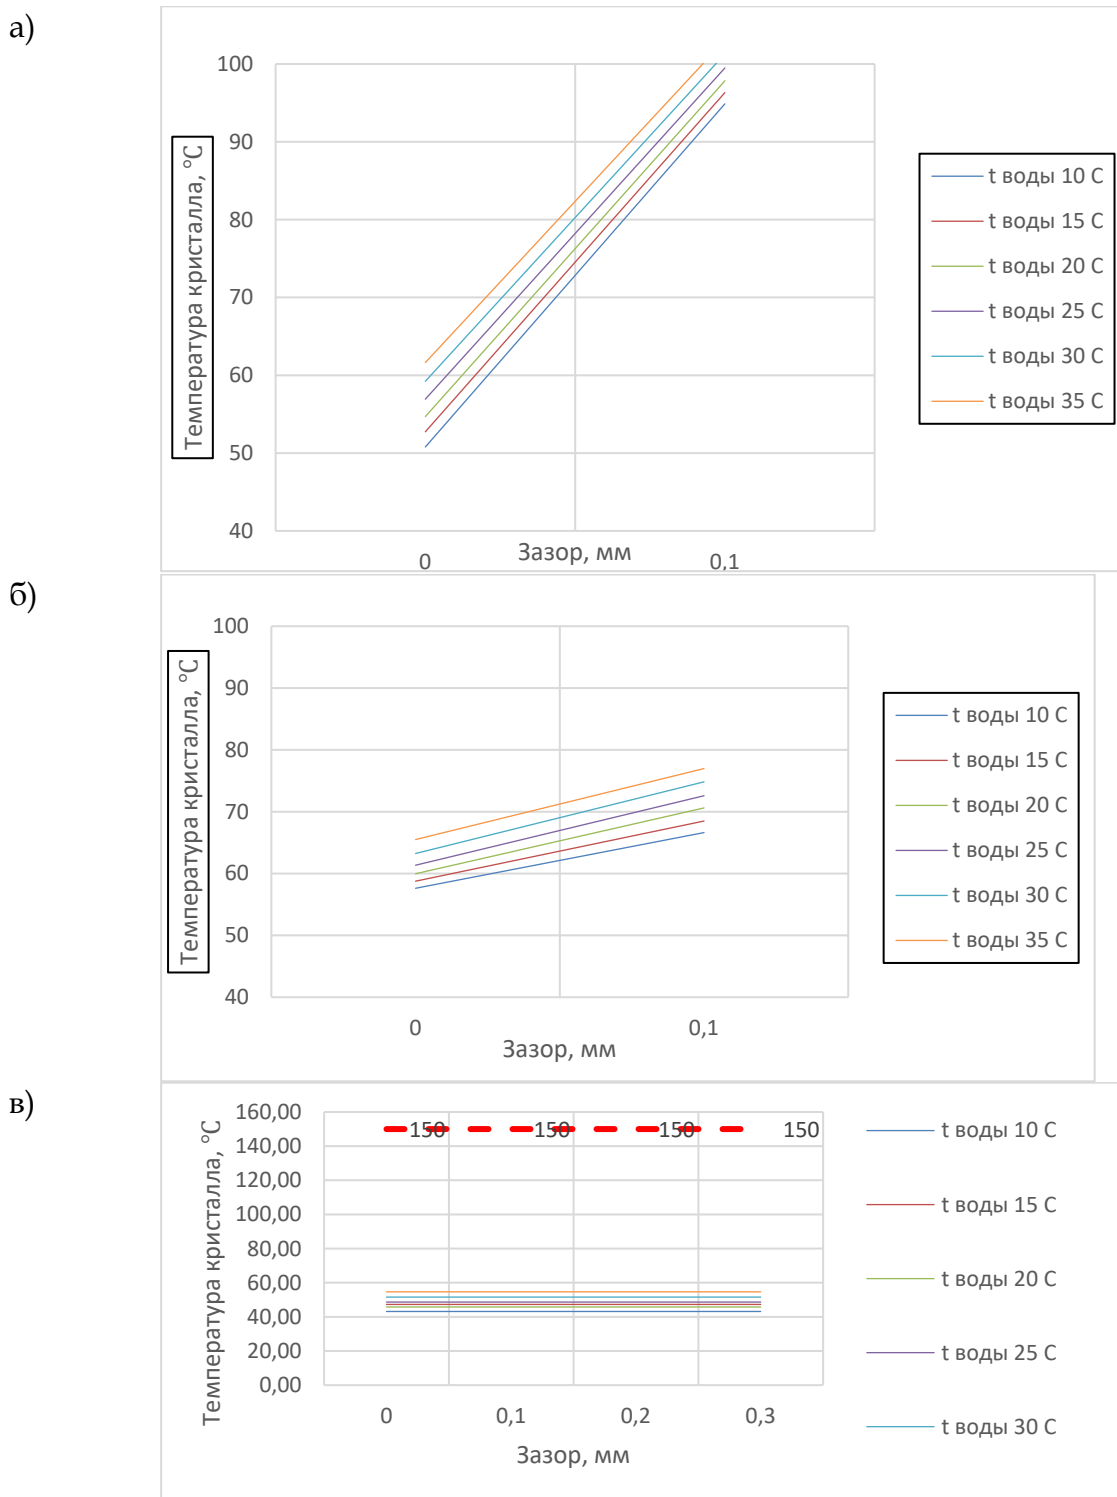 а)
100
90
80
70
60
50
40
Температура кристалла, °С
Зазор, мм
0
0,1
t воды 10 С
t воды 15 С
t воды 20 С
t воды 25 С
t воды 30 С
t воды 35 С
б)
100
90
80
70
60
50
40
Температура кристалла, °С
0
0,1
Зазор, мм
t воды 10 С
t воды 15 С
t воды 20 С
t воды 25 С
t воды 30 С
t воды 35 С
в)
160,00
140,00
120,00
100,00
80,00
60,00
40,00
20,00
0,00
Температура кристалла, °С
150
150
150
150
0
0,1
0,2
0,3
Зазор, мм
t воды 10 С
t воды 15 С
t воды 20 С
t воды 25 С
t воды 30 С